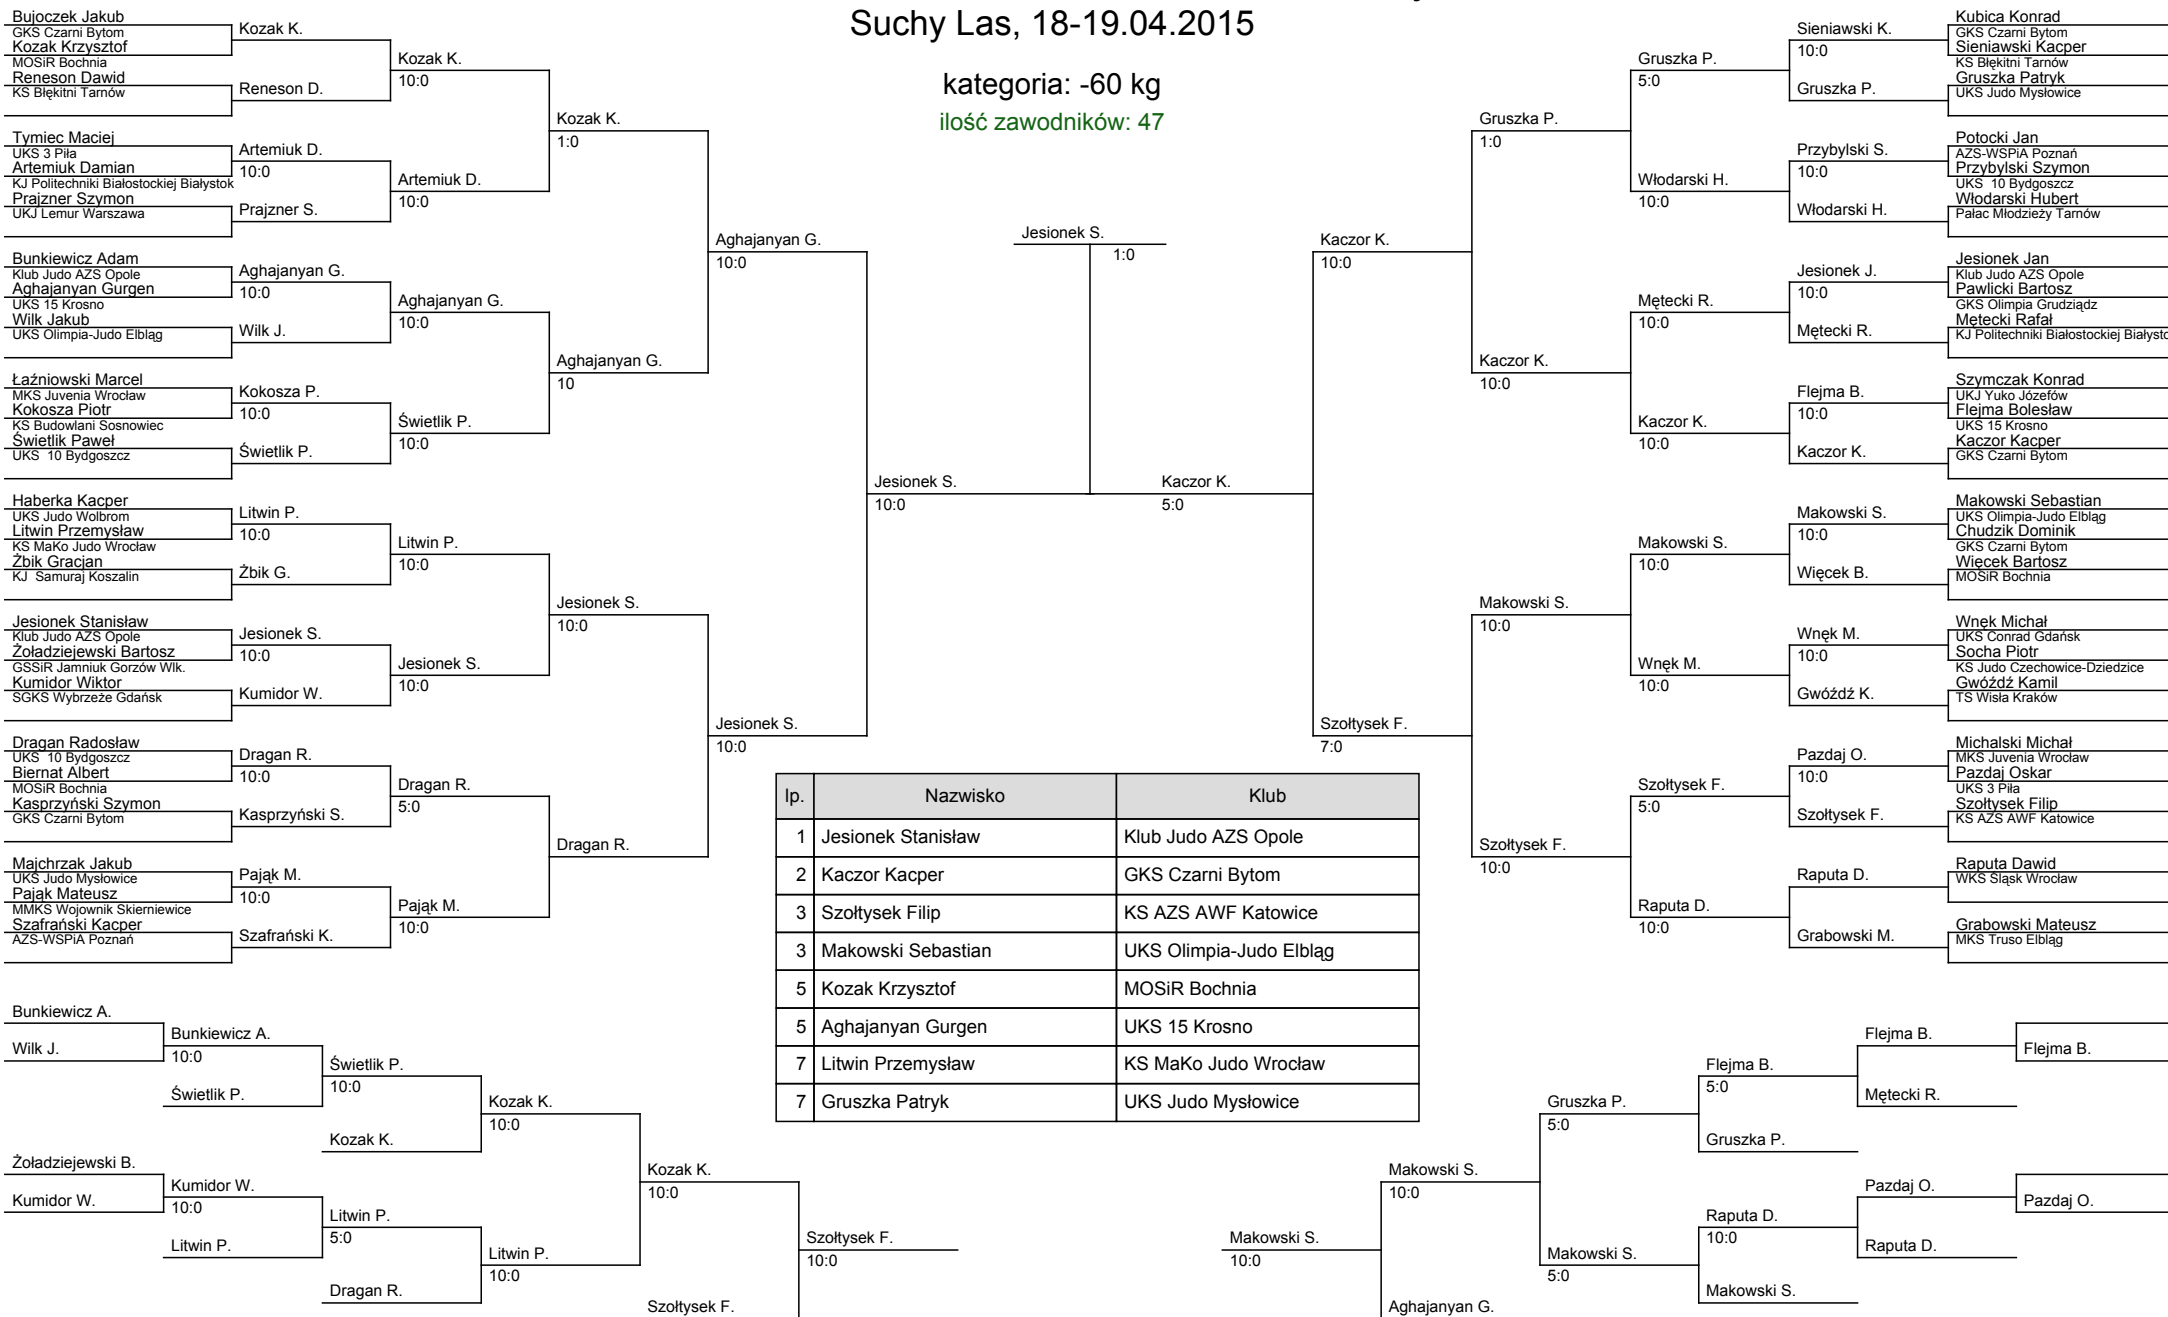 Suchy Las, 18-19.04.2015
kategoria: -60 kg
ilość zawodników: 47
Bujoczek Jakub
GKS Czarni Bytom
Kozak Krzysztof
MOSiR Bochnia
Reneson Dawid
KS Błękitni Tarnów
Tymiec Maciej
UKS 3 Piła
Artemiuk Damian
KJ Politechniki Białostockiej Białystok
Prajzner Szymon
UKJ Lemur Warszawa
Bunkiewicz Adam
Klub Judo AZS Opole
Aghajanyan Gurgen
UKS 15 Krosno
Wilk Jakub
UKS Olimpia-Judo Elbląg
Łaźniowski Marcel
MKS Juvenia Wrocław
Kokosza Piotr
KS Budowlani Sosnowiec
Świetlik Paweł
UKS 10 Bydgoszcz
Haberka Kacper
UKS Judo Wolbrom
Litwin Przemysław
KS MaKo Judo Wrocław
Żbik Gracjan
KJ Samuraj Koszalin
Jesionek Stanisław
Klub Judo AZS Opole
Żoładziejewski Bartosz
GSSiR Jamniuk Gorzów Wlk.
Kumidor Wiktor
SGKS Wybrzeże Gdańsk
Dragan Radosław
UKS 10 Bydgoszcz
Biernat Albert
MOSiR Bochnia
Kasprzyński Szymon
GKS Czarni Bytom
Majchrzak Jakub
UKS Judo Mysłowice
Pająk Mateusz
MMKS Wojownik Skierniewice
Szafrański Kacper
AZS-WSPiA Poznań
Kozak K.
Reneson D.
Artemiuk D.
10:0
Prajzner S.
Aghajanyan G.
10:0
Wilk J.
Kokosza P.
10:0
Świetlik P.
Litwin P.
10:0
Żbik G.
Jesionek S.
10:0
Kumidor W.
Dragan R.
10:0
Kasprzyński S.
Pająk M.
10:0
Szafrański K.
Kozak K.
10:0
Artemiuk D.
10:0
Aghajanyan G.
10:0
Świetlik P.
10:0
Litwin P.
10:0
Jesionek S.
10:0
Dragan R.
5:0
Pająk M.
10:0
Kozak K.
1:0
Aghajanyan G.
10
Jesionek S.
10:0
Dragan R.
Aghajanyan G.
10:0
Jesionek S.
10:0
Jesionek S.
10:0
Jesionek S.
1:0
Kaczor K.
5:0
Kaczor K.
10:0
Szołtysek F.
7:0
Gruszka P.
1:0
Kaczor K.
10:0
Makowski S.
10:0
Szołtysek F.
10:0
Gruszka P.
5:0
Włodarski H.
10:0
Mętecki R.
10:0
Kaczor K.
10:0
Makowski S.
10:0
Wnęk M.
10:0
Szołtysek F.
5:0
Raputa D.
10:0
Sieniawski K.
10:0
Gruszka P.
Przybylski S.
10:0
Włodarski H.
Jesionek J.
10:0
Mętecki R.
Flejma B.
10:0
Kaczor K.
Makowski S.
10:0
Więcek B.
Wnęk M.
10:0
Gwóźdź K.
Pazdaj O.
10:0
Szołtysek F.
Raputa D.
Grabowski M.
Kubica Konrad
GKS Czarni Bytom
Sieniawski Kacper
KS Błękitni Tarnów
Gruszka Patryk
UKS Judo Mysłowice
Potocki Jan
AZS-WSPiA Poznań
Przybylski Szymon
UKS 10 Bydgoszcz
Włodarski Hubert
Pałac Młodzieży Tarnów
Jesionek Jan
Klub Judo AZS Opole
Pawlicki Bartosz
GKS Olimpia Grudziądz
Mętecki Rafał
KJ Politechniki Białostockiej Białysto
Szymczak Konrad
UKJ Yuko Józefów
Flejma Bolesław
UKS 15 Krosno
Kaczor Kacper
GKS Czarni Bytom
Makowski Sebastian
UKS Olimpia-Judo Elbląg
Chudzik Dominik
GKS Czarni Bytom
Więcek Bartosz
MOSiR Bochnia
Wnęk Michał
UKS Conrad Gdańsk
Socha Piotr
KS Judo Czechowice-Dziedzice
Gwóźdź Kamil
TS Wisła Kraków
Michalski Michał
MKS Juvenia Wrocław
Pazdaj Oskar
UKS 3 Piła
Szołtysek Filip
KS AZS AWF Katowice
Raputa Dawid
WKS Śląsk Wrocław
Grabowski Mateusz
MKS Truso Elbląg
lp. Nazwisko Klub
1 Jesionek Stanisław Klub Judo AZS Opole
2 Kaczor Kacper GKS Czarni Bytom
3 Szołtysek Filip KS AZS AWF Katowice
3 Makowski Sebastian UKS Olimpia-Judo Elbląg
5 Kozak Krzysztof MOSiR Bochnia
5 Aghajanyan Gurgen UKS 15 Krosno
7 Litwin Przemysław KS MaKo Judo Wrocław
7 Gruszka Patryk UKS Judo Mysłowice
Bunkiewicz A.
Wilk J.
Żoładziejewski B.
Kumidor W.
Bunkiewicz A.
10:0
Świetlik P.
Kumidor W.
10:0
Litwin P.
Świetlik P.
10:0
Kozak K.
Litwin P.
5:0
Dragan R.
Kozak K.
10:0
Litwin P.
10:0
Kozak K.
10:0
Szołtysek F.
Szołtysek F.
10:0
Makowski S.
10:0
Makowski S.
10:0
Aghajanyan G.
Gruszka P.
5:0
Makowski S.
5:0
Flejma B.
5:0
Gruszka P.
Raputa D.
10:0
Makowski S.
Flejma B.
Mętecki R.
Pazdaj O.
Raputa D.
Flejma B.
Pazdaj O.